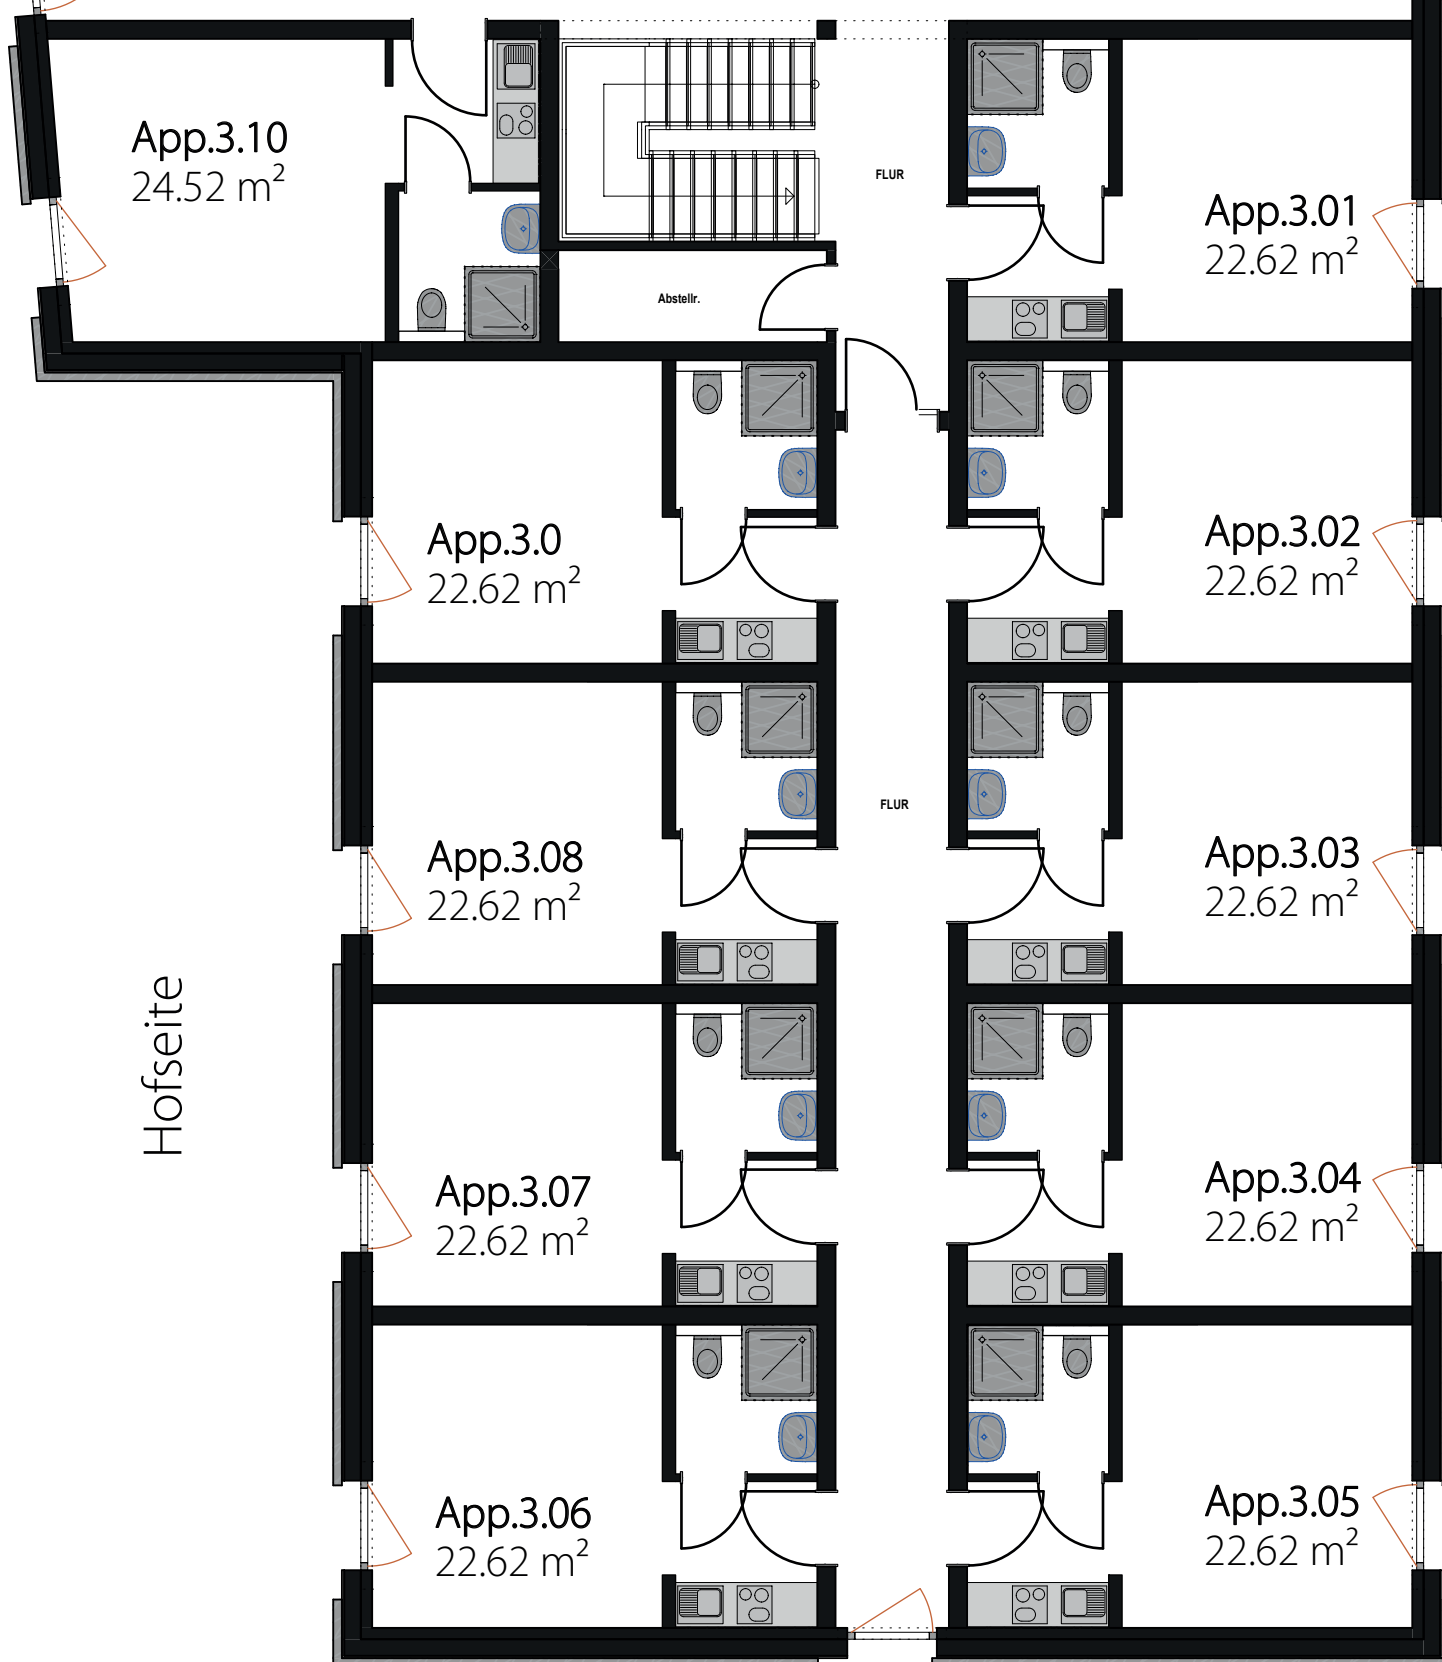 App.3.10
24.52 m²
FLUR
App.3.01
22.62 m²
Abstellr.
App.3.0
22.62 m²
App.3.02
22.62 m²
FLUR
App.3.08
22.62 m²
App.3.03
22.62 m²
Hofseite
App.3.07
22.62 m²
App.3.04
22.62 m²
App.3.06
22.62 m²
App.3.05
22.62 m²